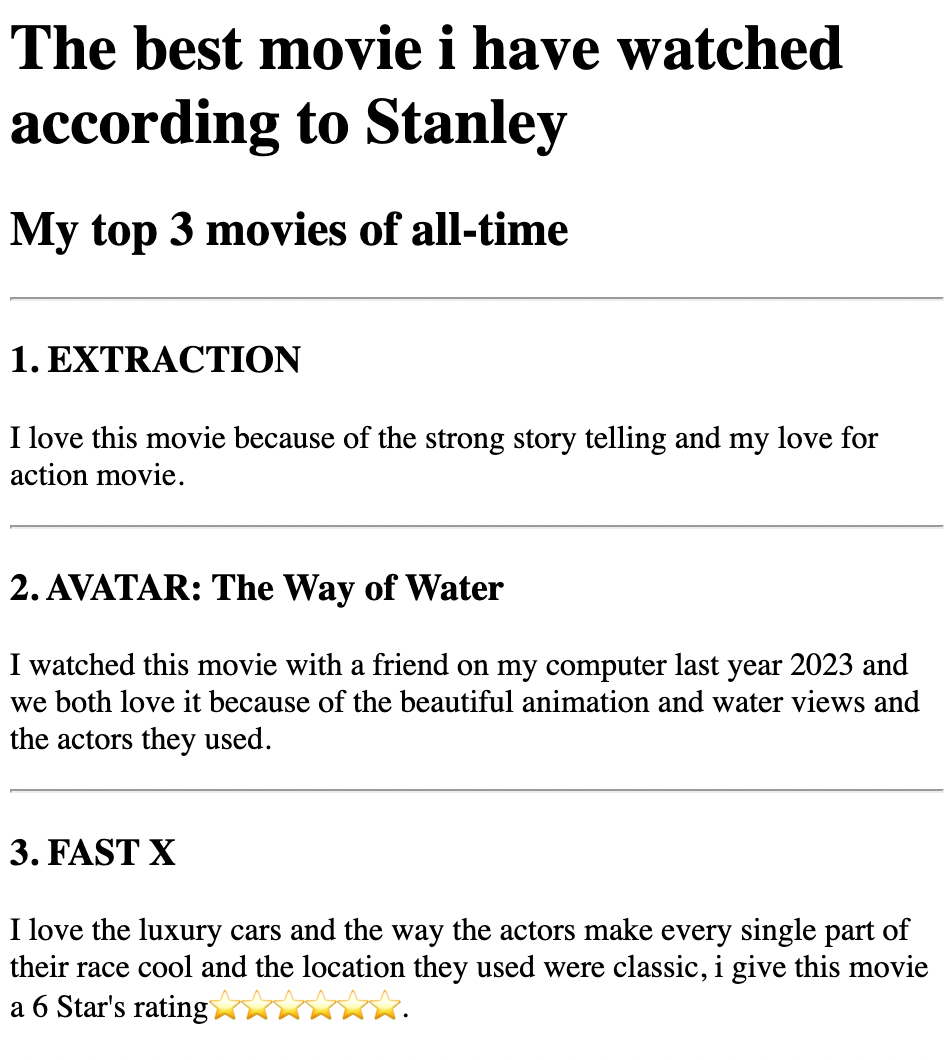 The best movie i have watched
according to Stanley
My top 3 movies of all-time
1. EXTRACTION
I love this movie because of the strong story telling and my love for
action movie.
2. AVATAR: The Way of Water
I watched this movie with a friend on my computer last year 2023 and
we both love it because of the beautiful animation and water views and
the actors they used.
3. FAST X
I love the luxury cars and the way the actors make every single part of
their race cool and the location they used were classic, i give this movie
a 6 Star's rating⭐⭐⭐⭐⭐⭐.